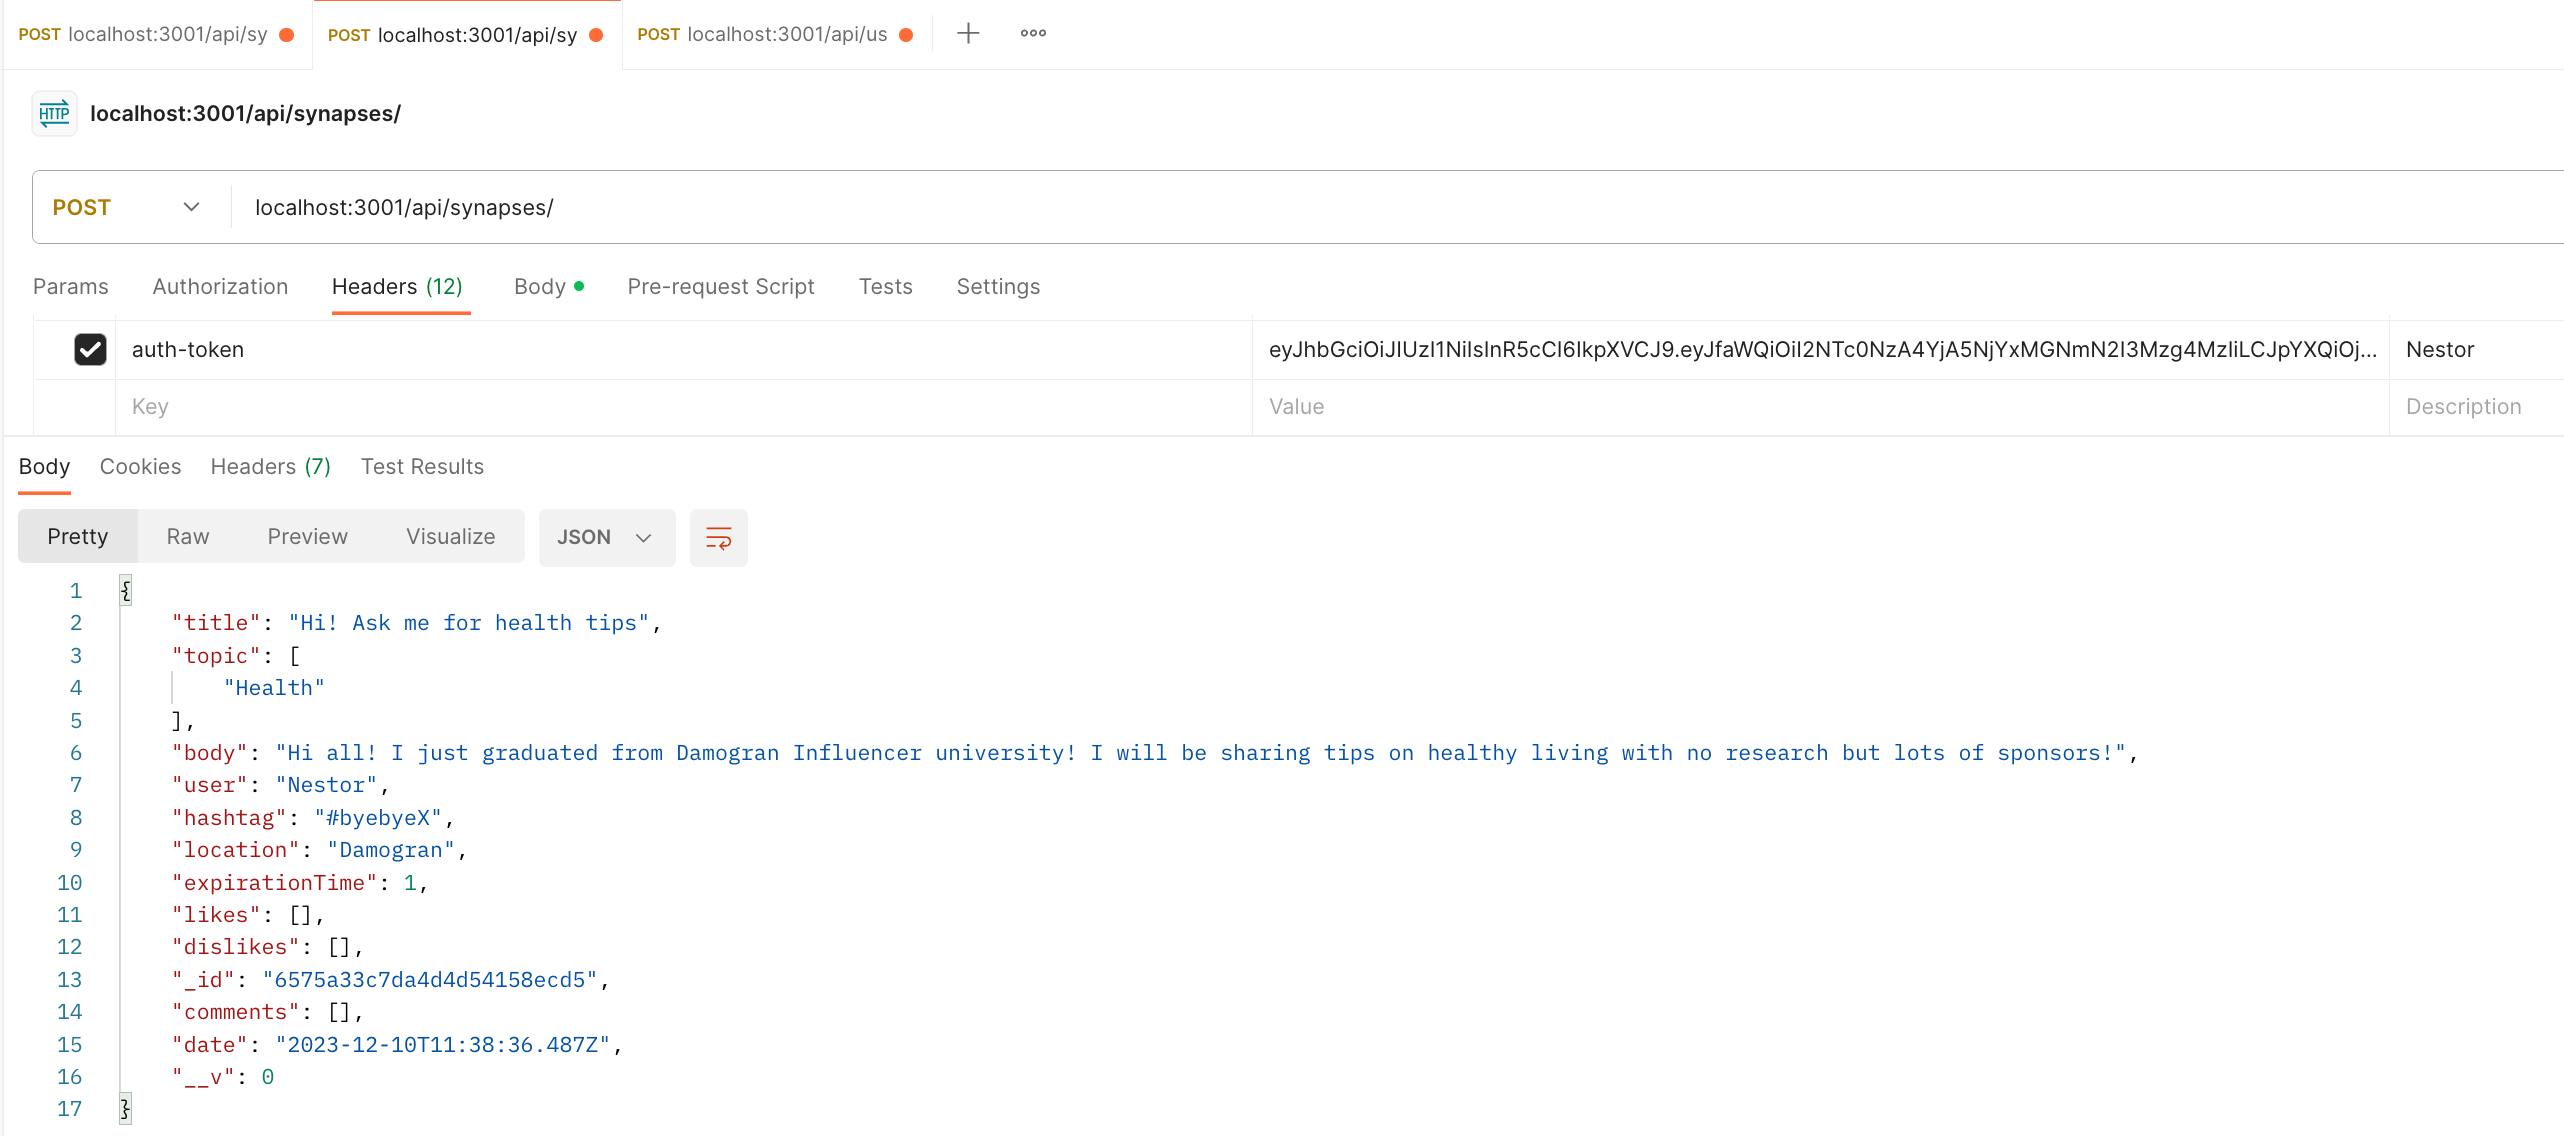 POST localhost:3001/api/sy POST localhost:3001/api/sy POST localhost:3001/api/us
HTTP localhost:3001/api/synapses/
POST localhost:3001/api/synapses/
Params Authorization Headers (12) Body Pre-request Script Tests Settings
auth-token eyJhbGciOiJIUzI1NiIsInR5cCI6IkpXVCJ9.eyJfaWQiOiI2NTc0NzA4YjA5NjYxMGNmN2I3Mzg4MzIiLCJpYXQiOj... Nestor
Key Value Description
Body Cookies Headers (7) Test Results
Pretty Raw Preview Visualize JSON
1 {
2 "title": "Hi! Ask me for health tips",
3 "topic": [
4 "Health"
5 ],
6 "body": "Hi all! I just graduated from Damogran Influencer university! I will be sharing tips on healthy living with no research but lots of sponsors!",
7 "user": "Nestor",
8 "hashtag": "#byebyeX",
9 "location": "Damogran",
10 "expirationTime": 1,
11 "likes": [],
12 "dislikes": [],
13 "_id": "6575a33c7da4d4d54158ecd5",
14 "comments": [],
15 "date": "2023-12-10T11:38:36.487Z",
16 "__v": 0
17 }